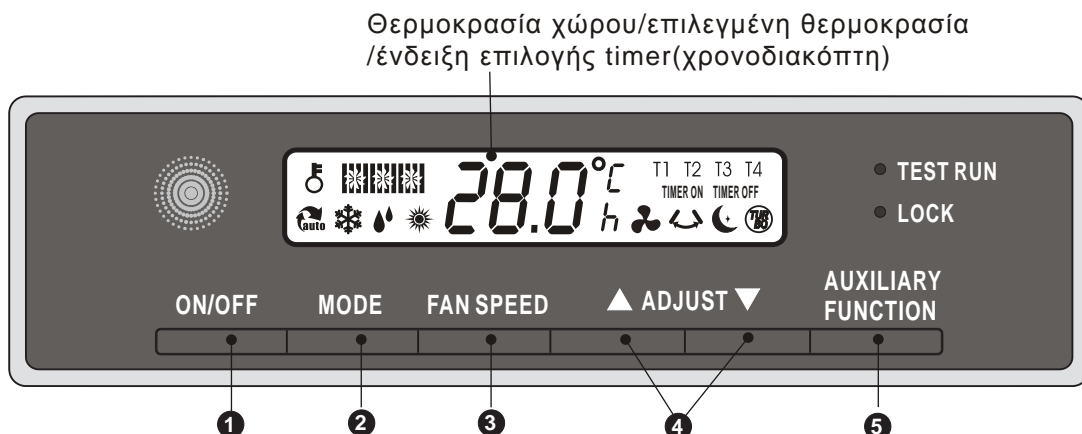 Θερμοκρασία χώρου/επιλεγμένη θερμοκρασία
/ένδειξη επιλογής timer(χρονοδιακόπτη)
28.0°C
T1 T2 T3 T4
TIMER ON TIMER OFF
auto
h
TURBO
TEST RUN
LOCK
ON/OFF
MODE
FAN SPEED
▲ ADJUST ▼
AUXILIARY
FUNCTION
1 2 3 4 5